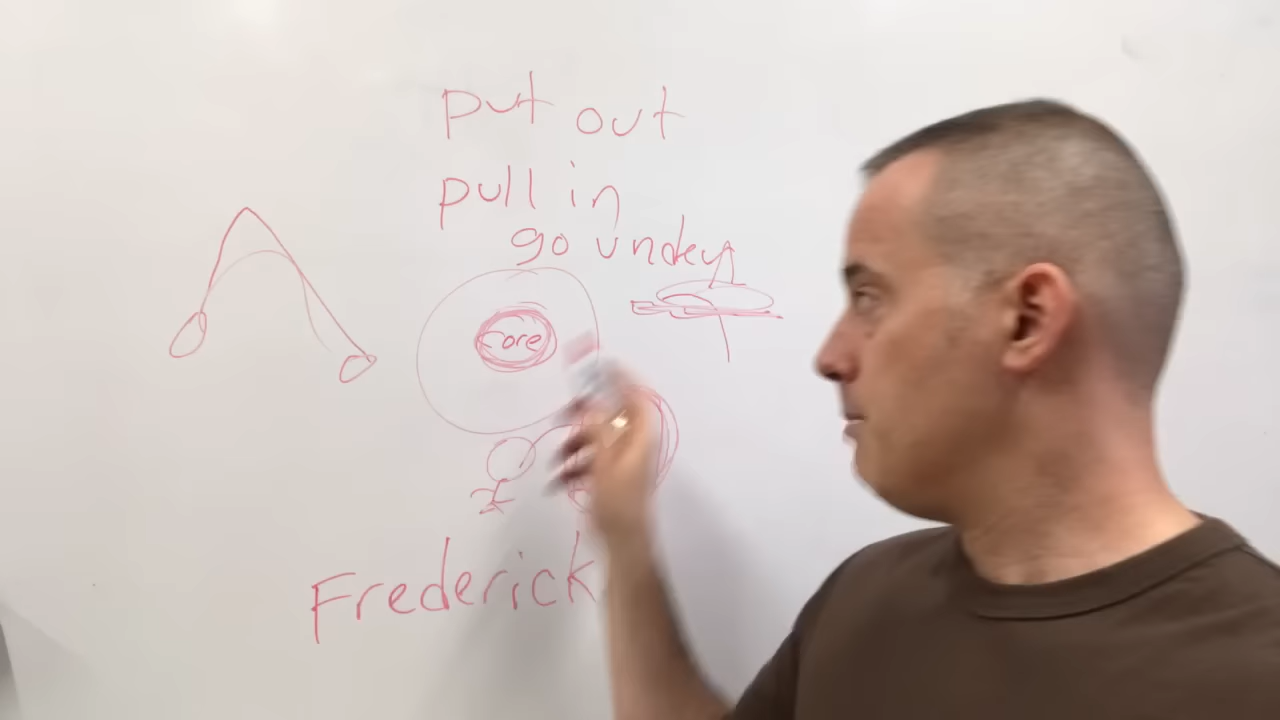 put out
pull in
go under
core
Frederick